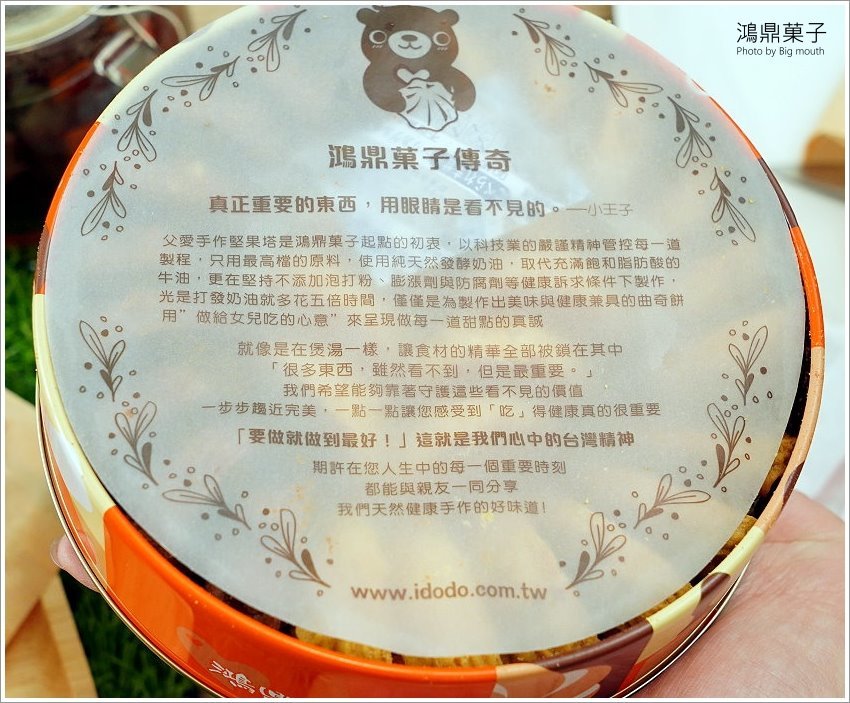 鴻鼎菓子
Photo by Big mouth
鴻鼎菓子傳奇
真正重要的東西，用眼睛是看不見的。——小王子
父愛手作堅果塔是鴻鼎菓子起點的初衷，以科技業的嚴謹精神管控每一道
製程，只用最高檔的原料，使用純天然發酵奶油，取代充滿飽和脂肪酸的
牛油，更在堅持不添加泡打粉、膨漲劑與防腐劑等健康訴求條件下製作，
光是打發奶油就多花五倍時間，僅僅是為製作出美味與健康兼具的曲奇餅
用”做給女兒吃的心意”來呈現做每一道甜點的真誠
就像是在煲湯一樣，讓食材的精華全部被鎖在其中
「很多東西，雖然看不到，但是最重要。」
我們希望能夠靠著守護這些看不見的價值
一步步趨近完美，一點一點讓您感受到「吃」得健康真的很重要
「要做就做到最好！」這就是我們心中的台灣精神
期許在您人生中的每一個重要時刻
都能與親友一同分享
我們天然健康手作的好味道!
www.idodo.com.tw